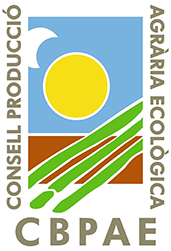 CONSELL PRODUCCIÓ
AGRÀRIA ECOLÒGICA
CBPAE